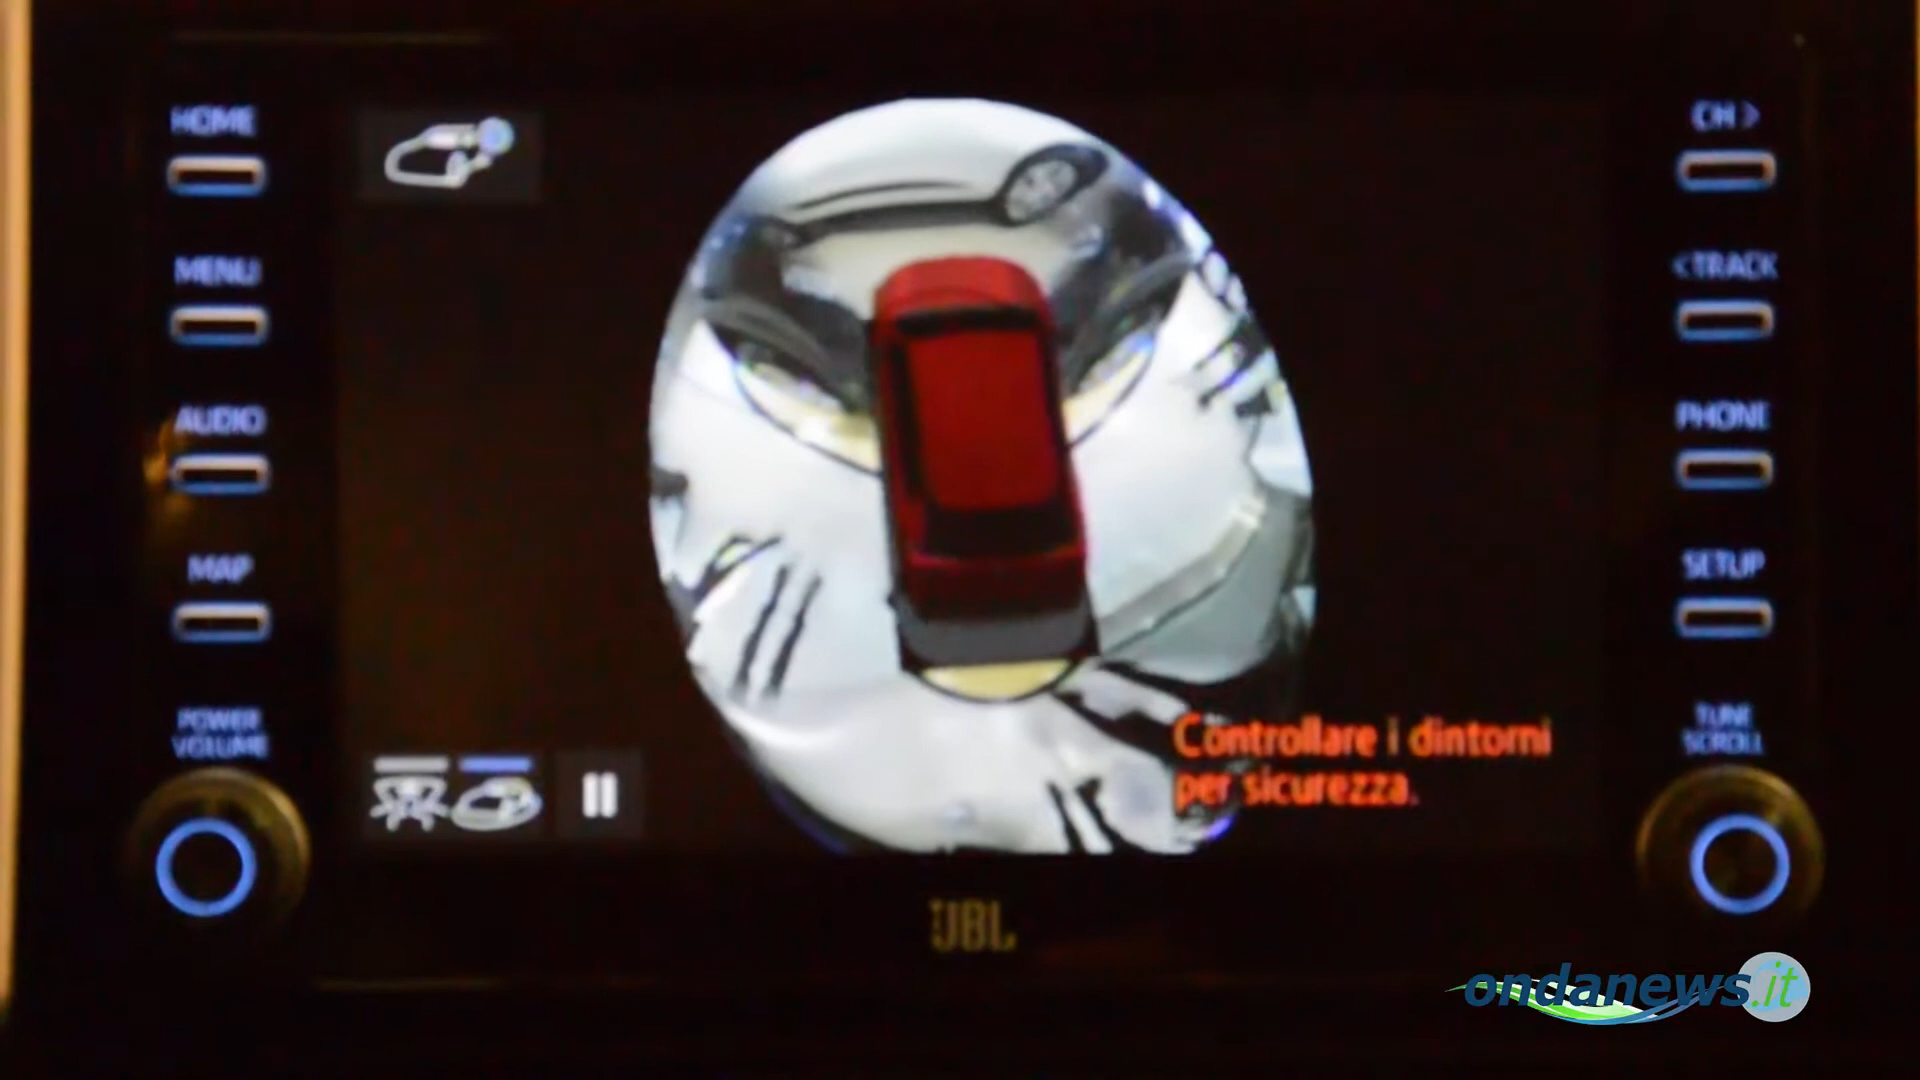 HOME
MENU
AUDIO
MAP
POWER
VOLUME
CH >
<TRACK
PHONE
SETUP
TUNE
SCROLL
Controllare i dintorni
per sicurezza.
JBL
ondanews.it